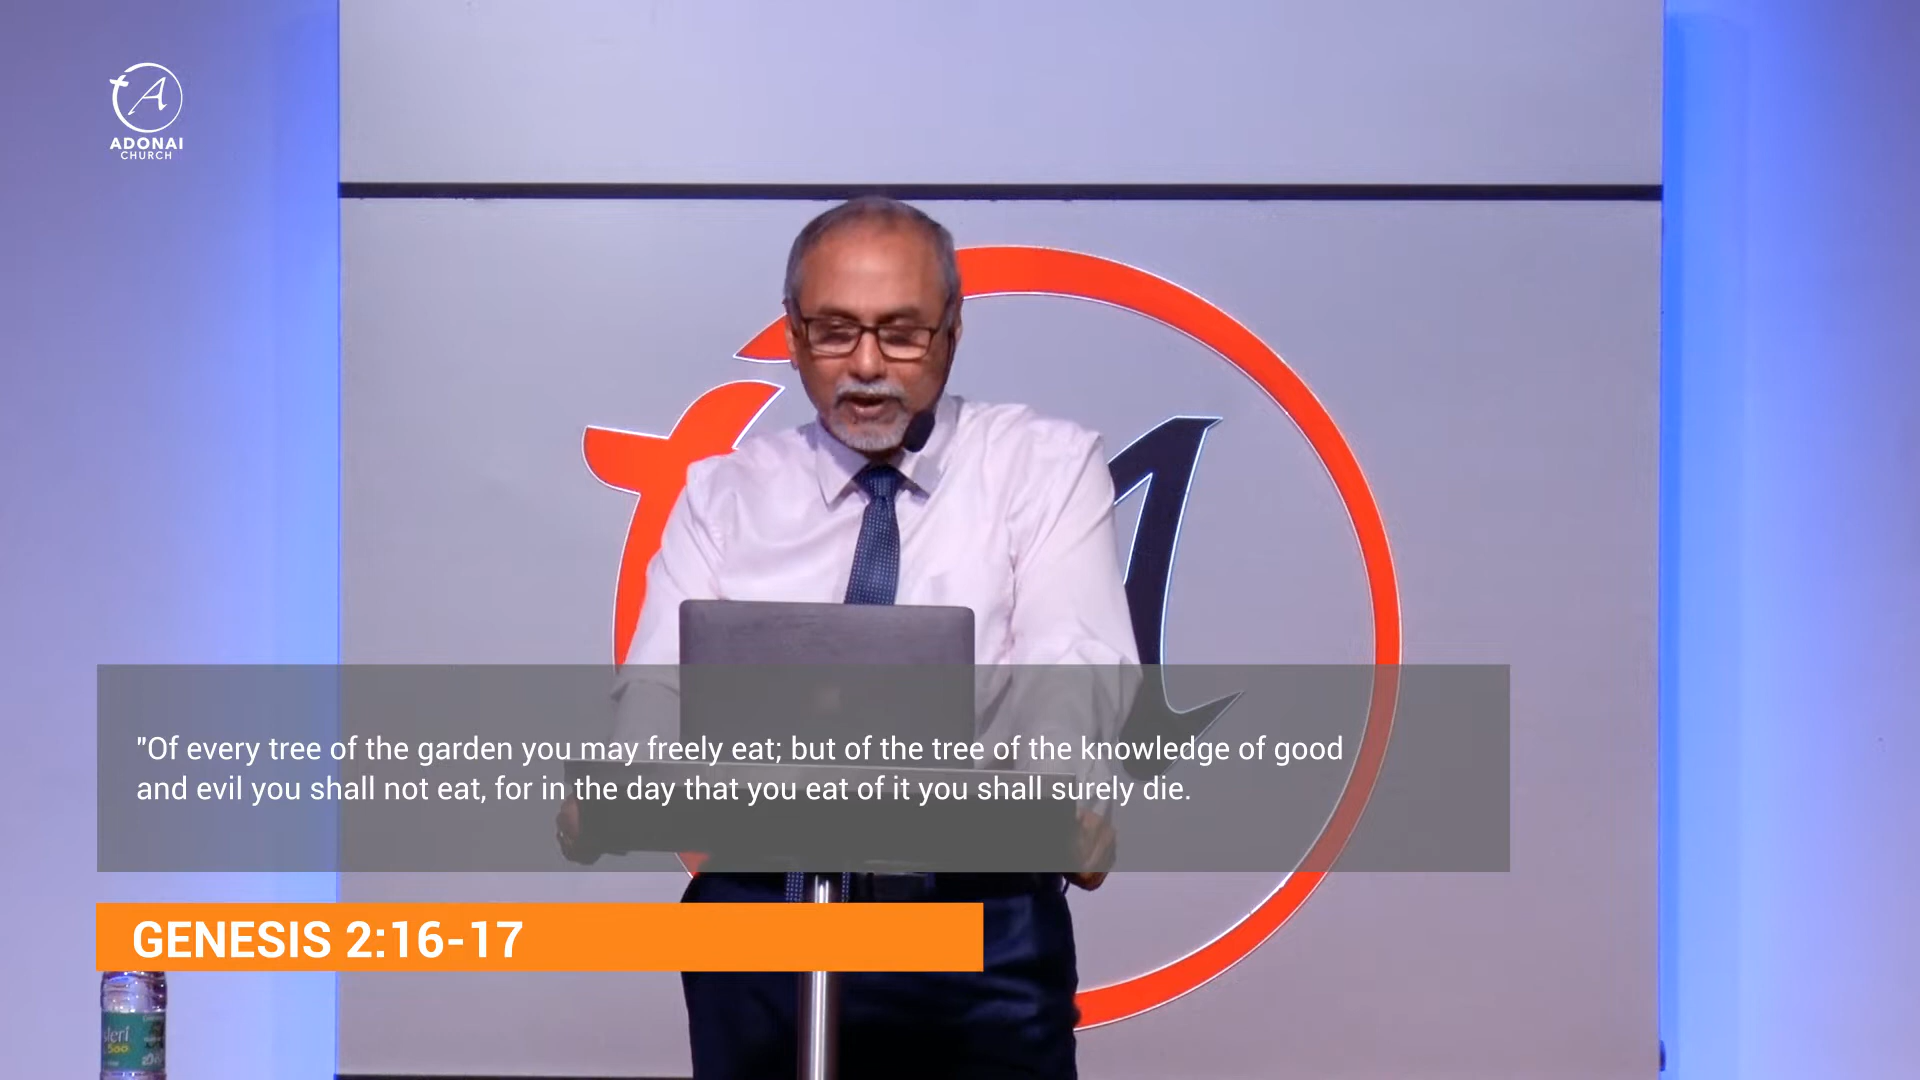 A
ADONAI
CHURCH
"Of every tree of the garden you may freely eat; but of the tree of the knowledge of good
and evil you shall not eat, for in the day that you eat of it you shall surely die.
GENESIS 2:16-17